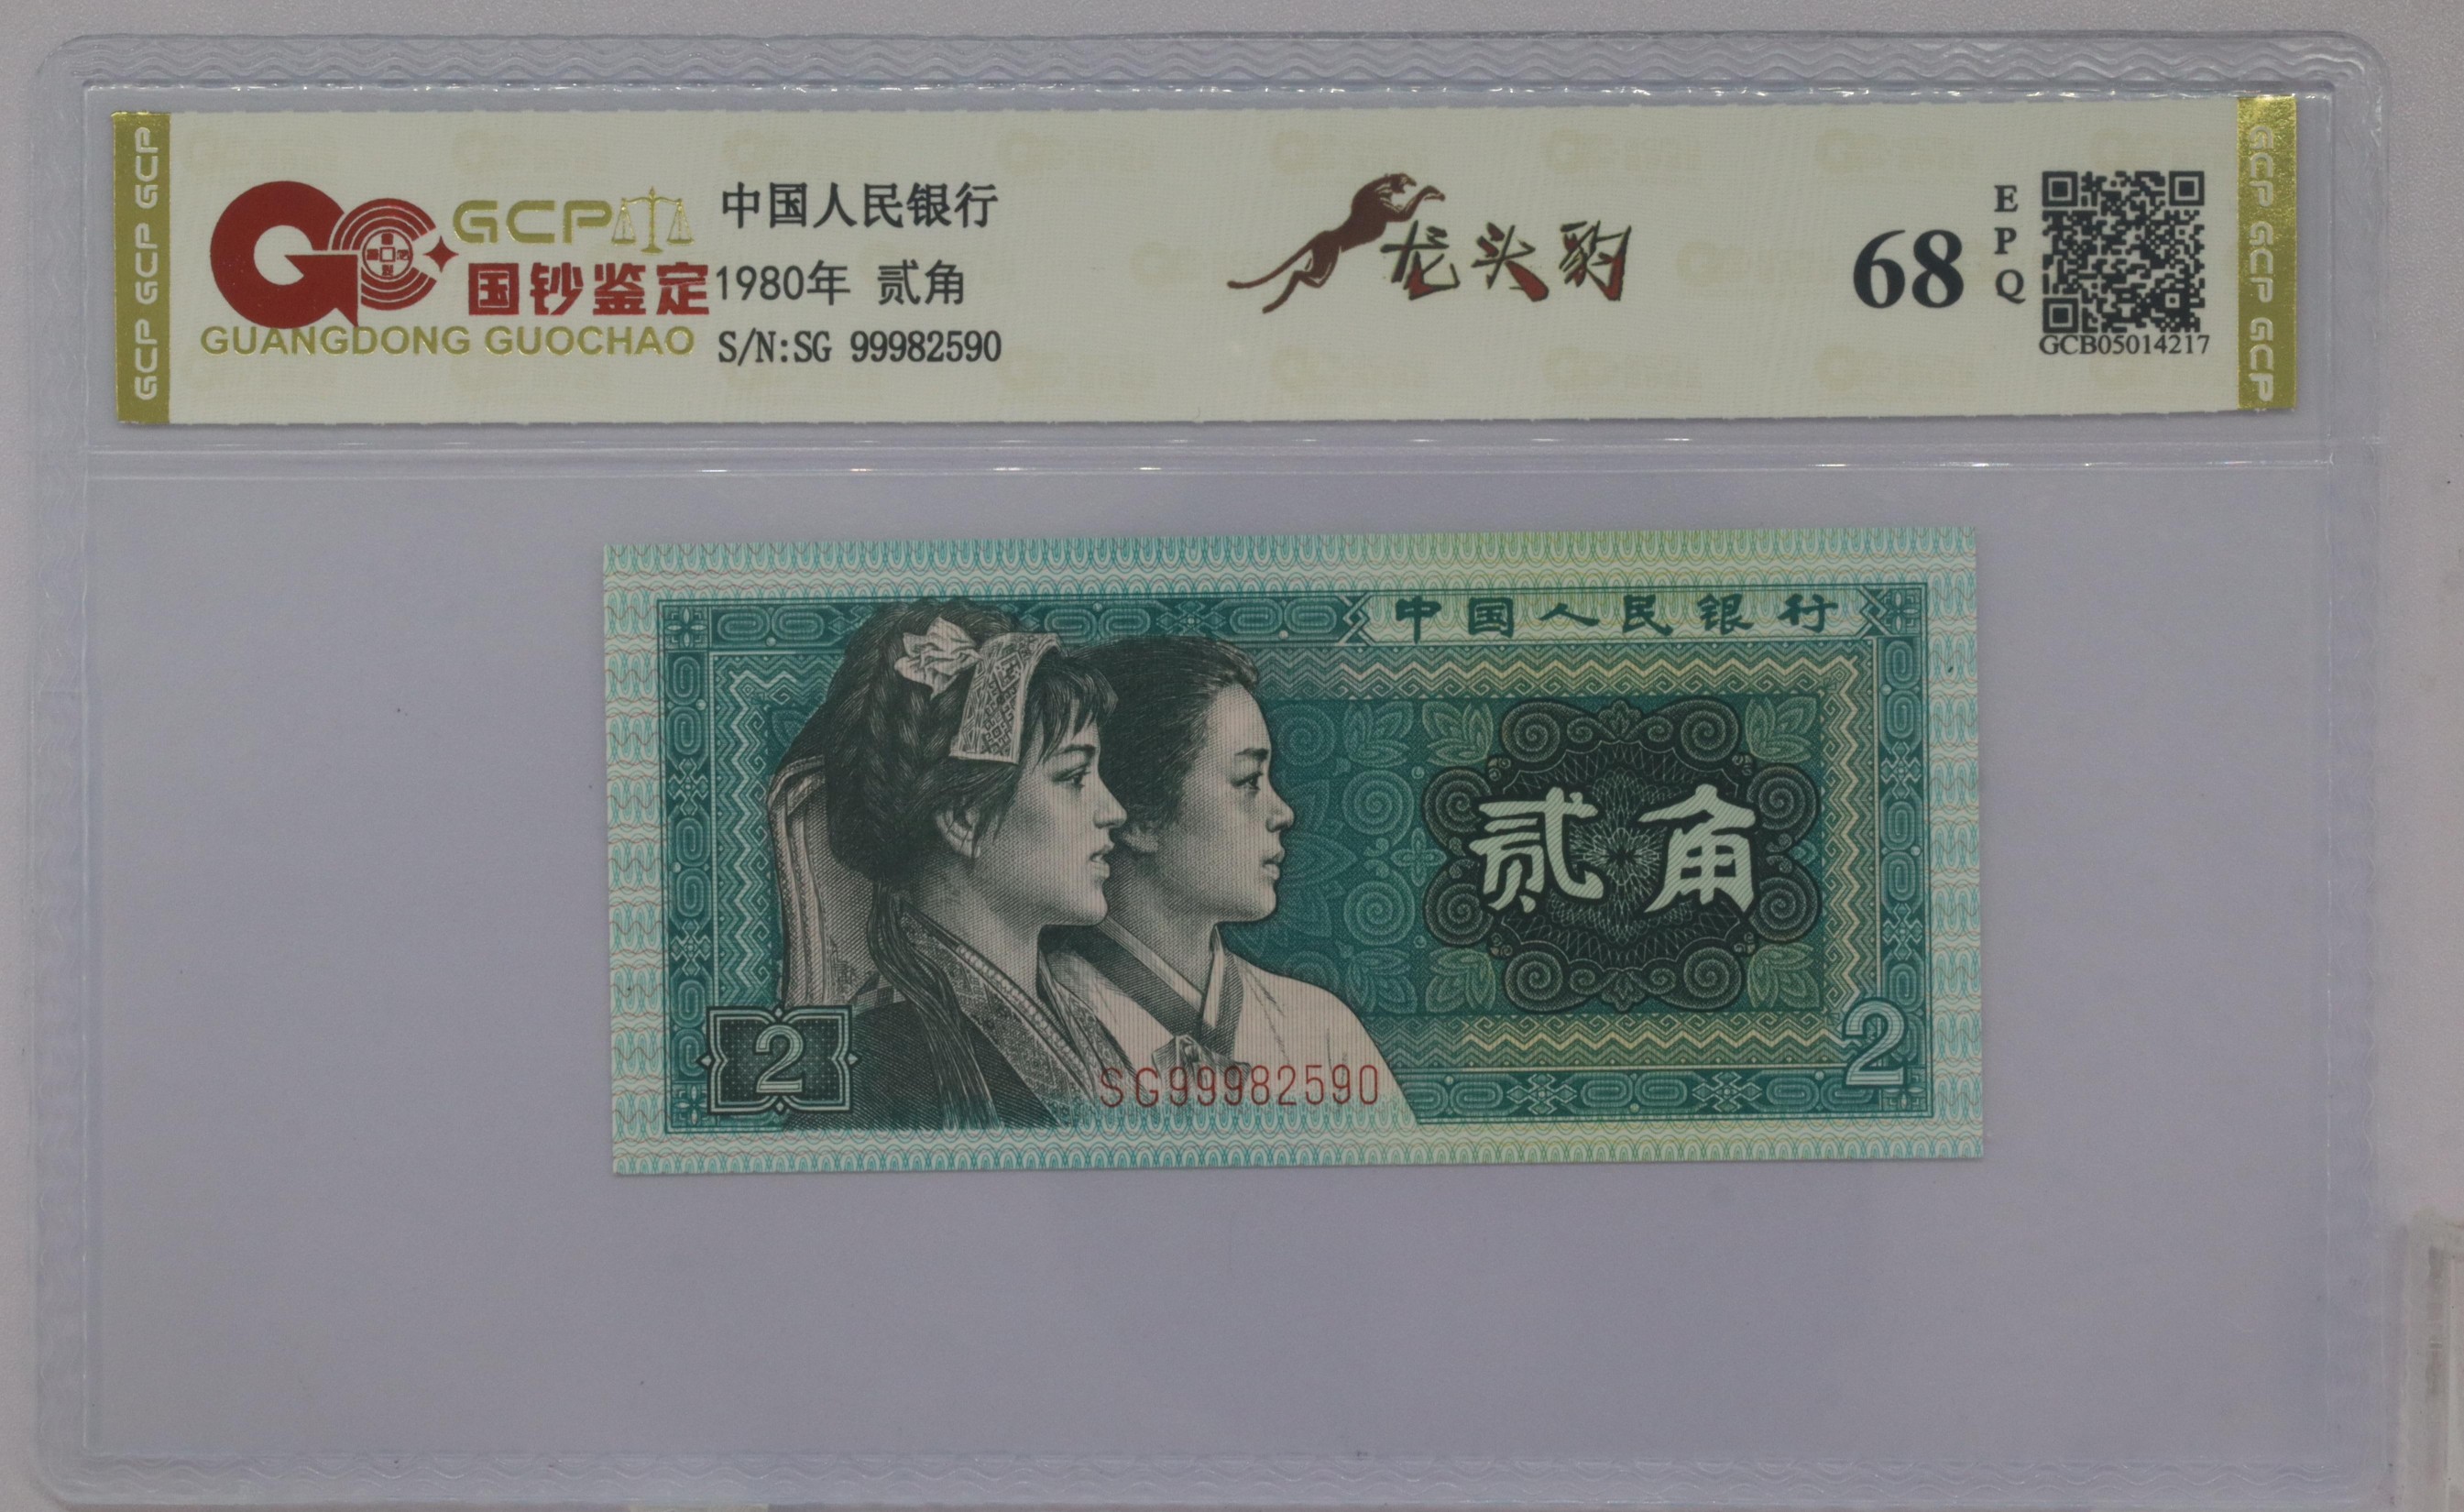 GCP GCP GCP
GCP
国钞鉴定
GUANGDONG GUOCHAO
中国人民银行
1980年 贰角
S/N:SG 99982590
龙头豹
68
EPQ
GCB05014217
GCP GCP GCP
中国人民银行
贰角
2
2
SG99982590